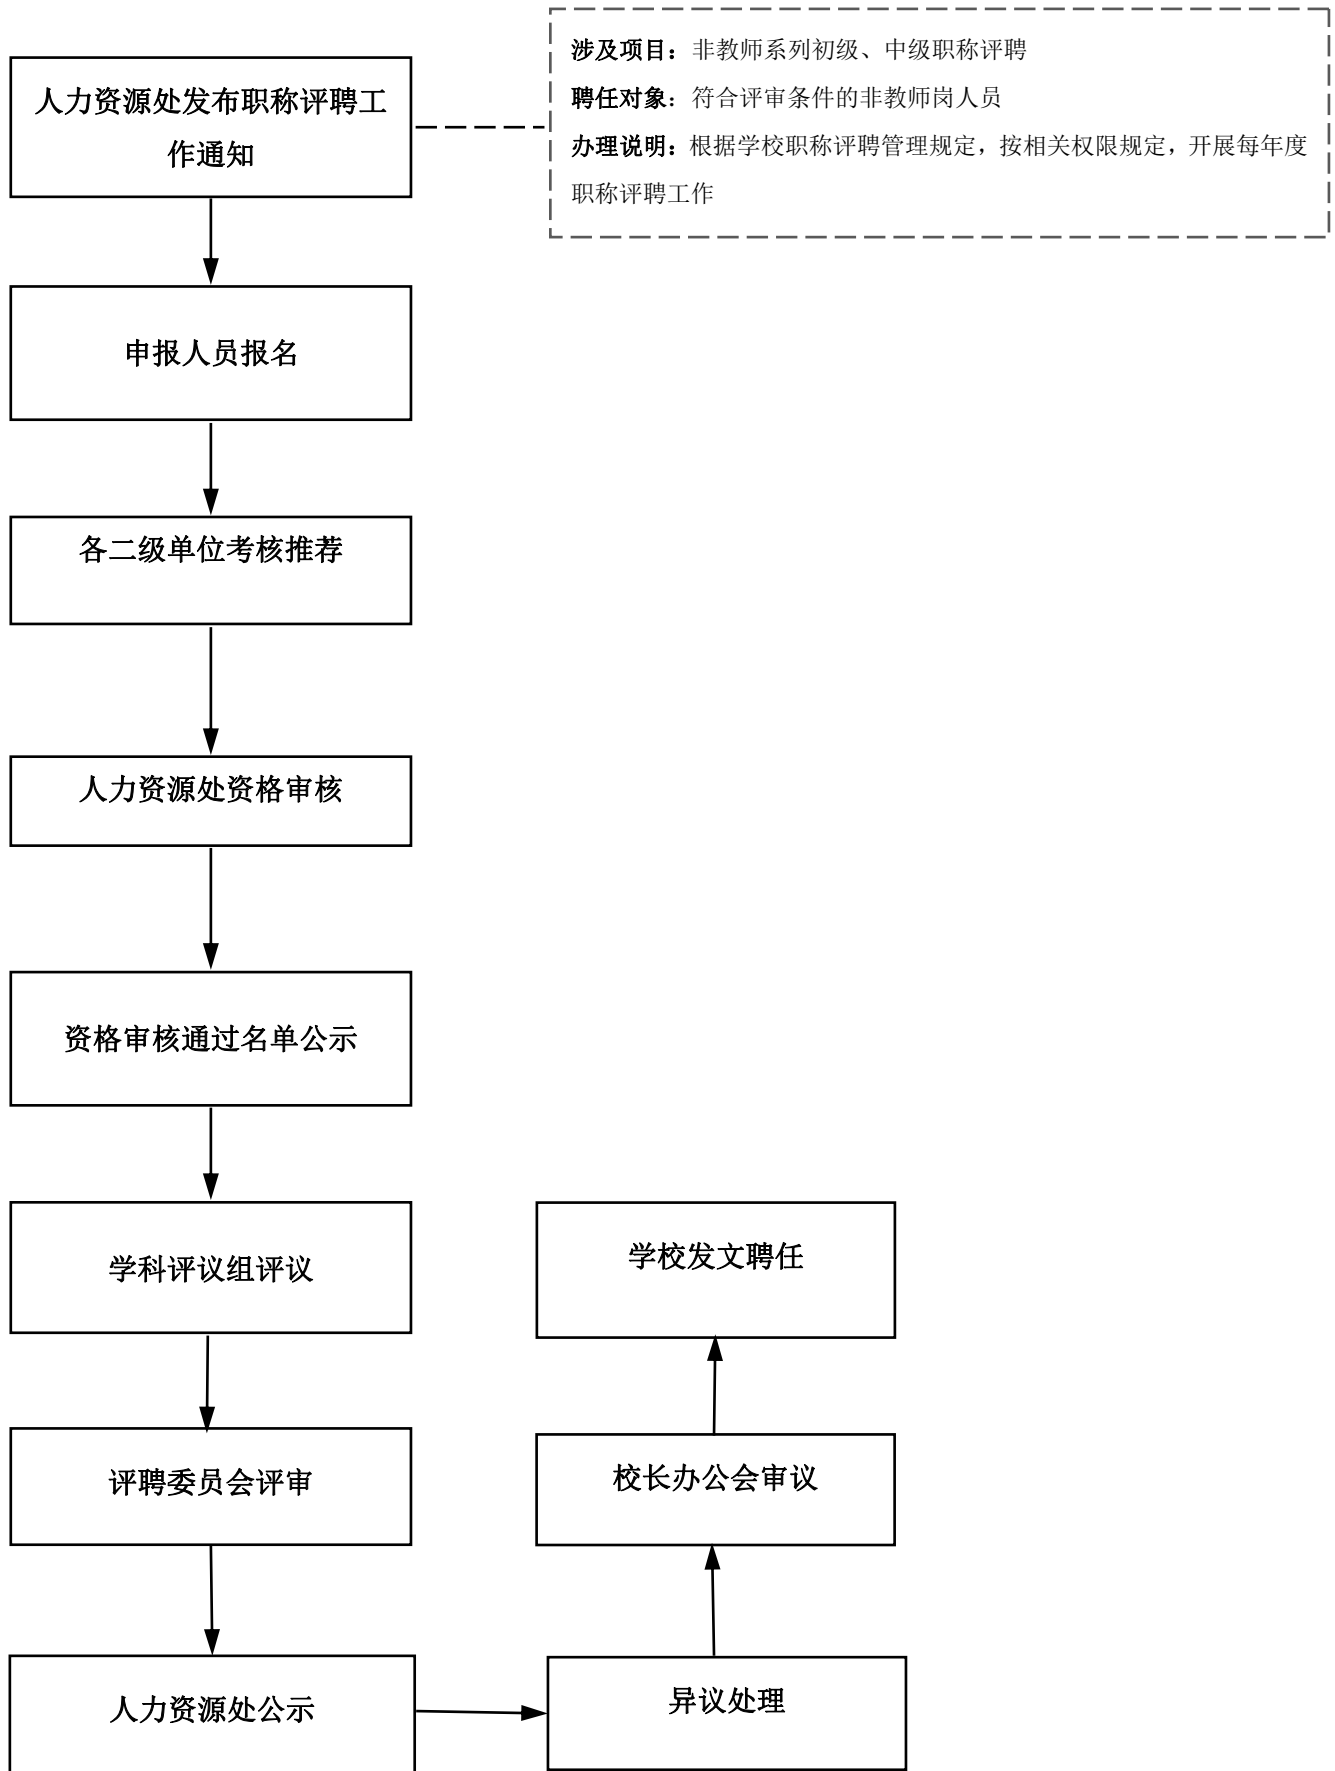 人力资源处发布职称评聘工
作通知
涉及项目：非教师系列初级、中级职称评聘
聘任对象：符合评审条件的非教师岗人员
办理说明：根据学校职称评聘管理规定，按相关权限规定，开展每年度
职称评聘工作
申报人员报名
各二级单位考核推荐
人力资源处资格审核
资格审核通过名单公示
学科评议组评议
评聘委员会评审
人力资源处公示
异议处理
校长办公会审议
学校发文聘任